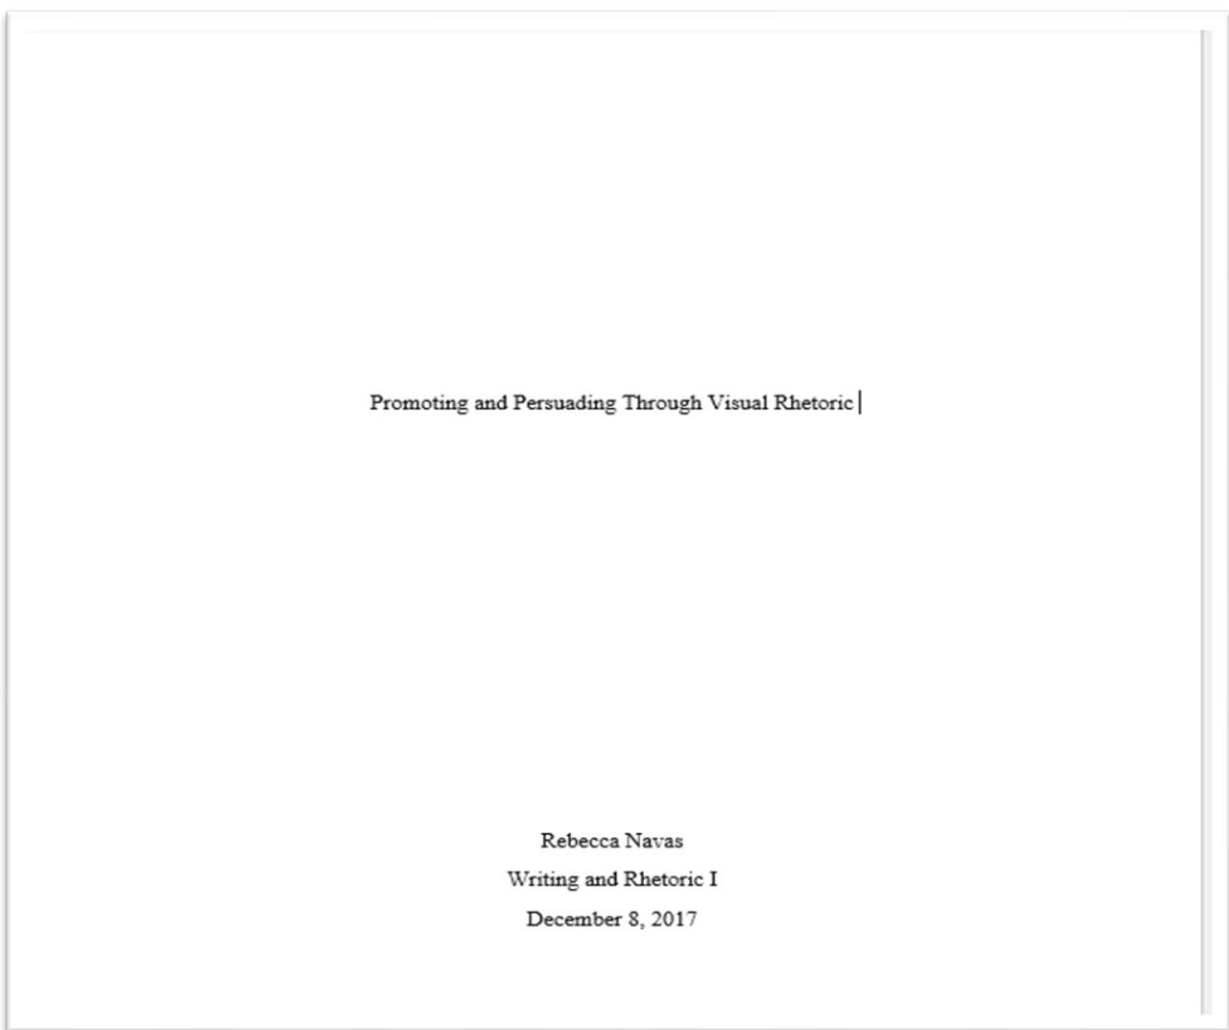 Promoting and Persuading Through Visual Rhetoric
Rebecca Navas
Writing and Rhetoric I
December 8, 2017